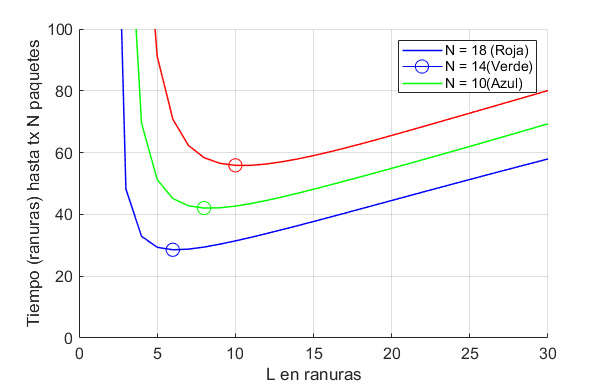 100
80
60
40
20
0
Tiempo (ranuras) hasta tx N paquetes
N = 18 (Roja)
N = 14(Verde)
N = 10(Azul)
0 5 10 15 20 25 30
L en ranuras